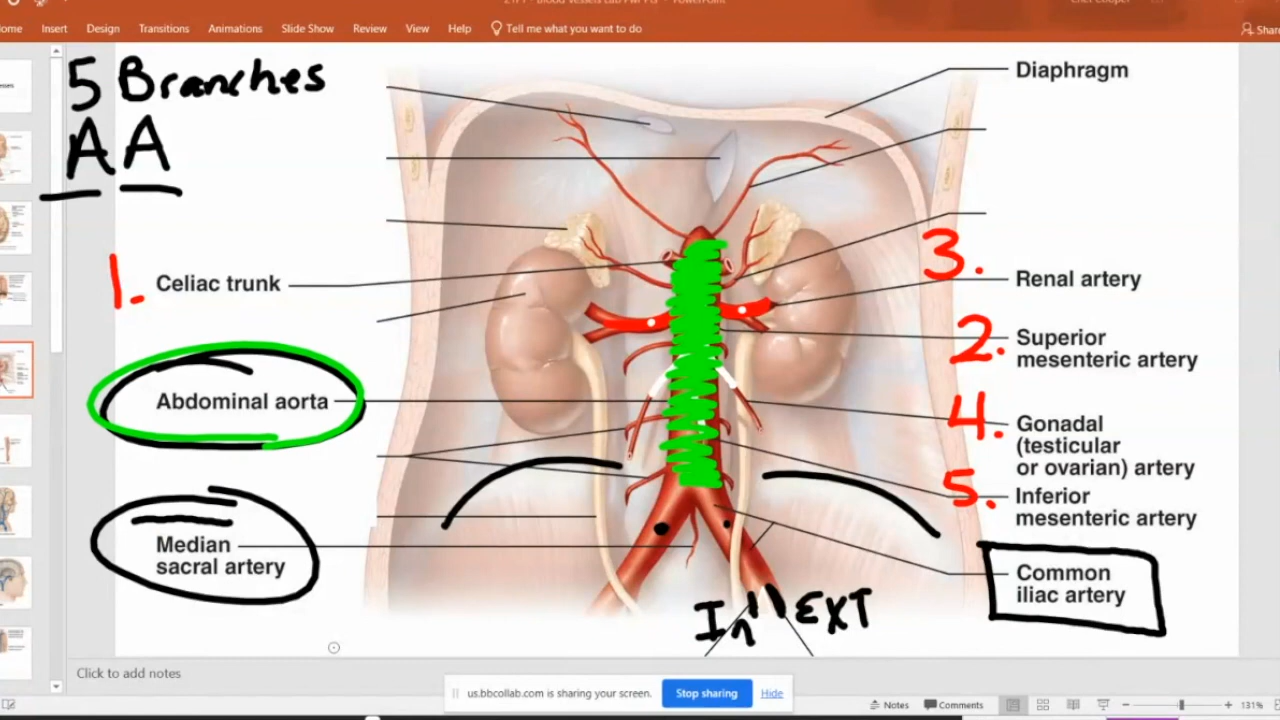 Home Insert Design Transitions Animations Slide Show Review View Help Tell me what you want to do Share
5 Branches
A A
Diaphragm
1. Celiac trunk
3. Renal artery
2. Superior
mesenteric artery
Abdominal aorta
4. Gonadal
(testicular
or ovarian) artery
5. Inferior
mesenteric artery
Median
sacral artery
Common
iliac artery
Int EXT
Click to add notes
us.bbcollab.com is sharing your screen. Stop sharing Hide
Notes Comments 131%